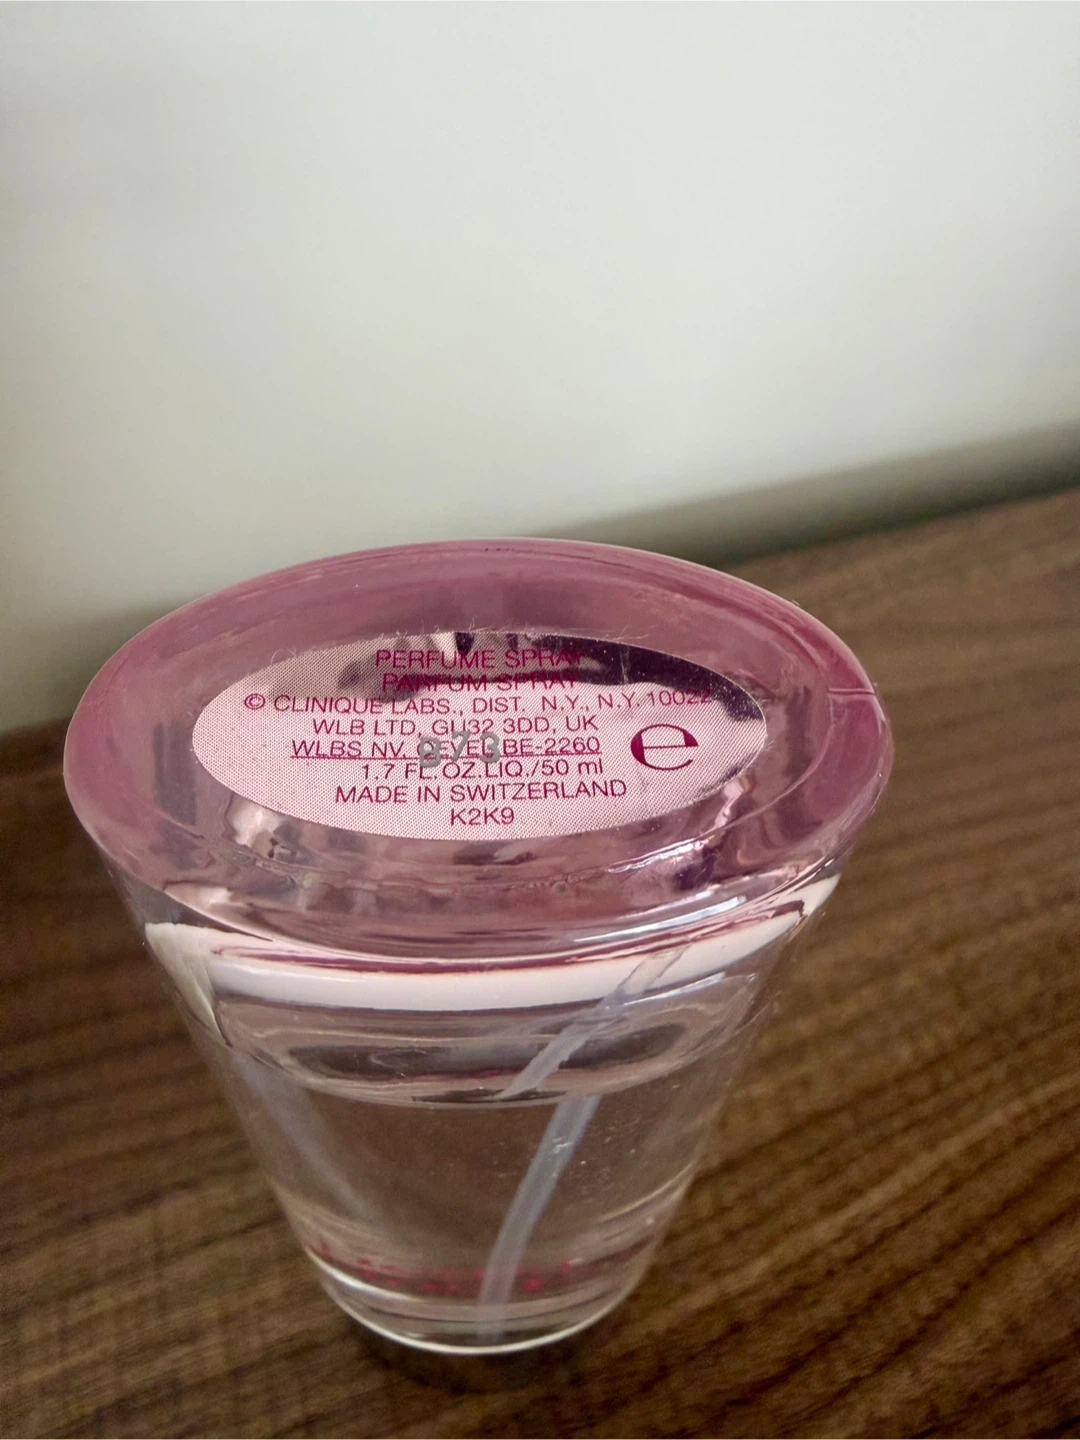 PERFUME SPRAY
PARFUM SPRAY
© CLINIQUE LABS., DIST. N.Y., N.Y. 10022
WLB LTD, GU32 3DD, UK
WLBS NV. BE-2260
1.7 FL.OZ.LIQ./50 ml e
MADE IN SWITZERLAND
K2K9